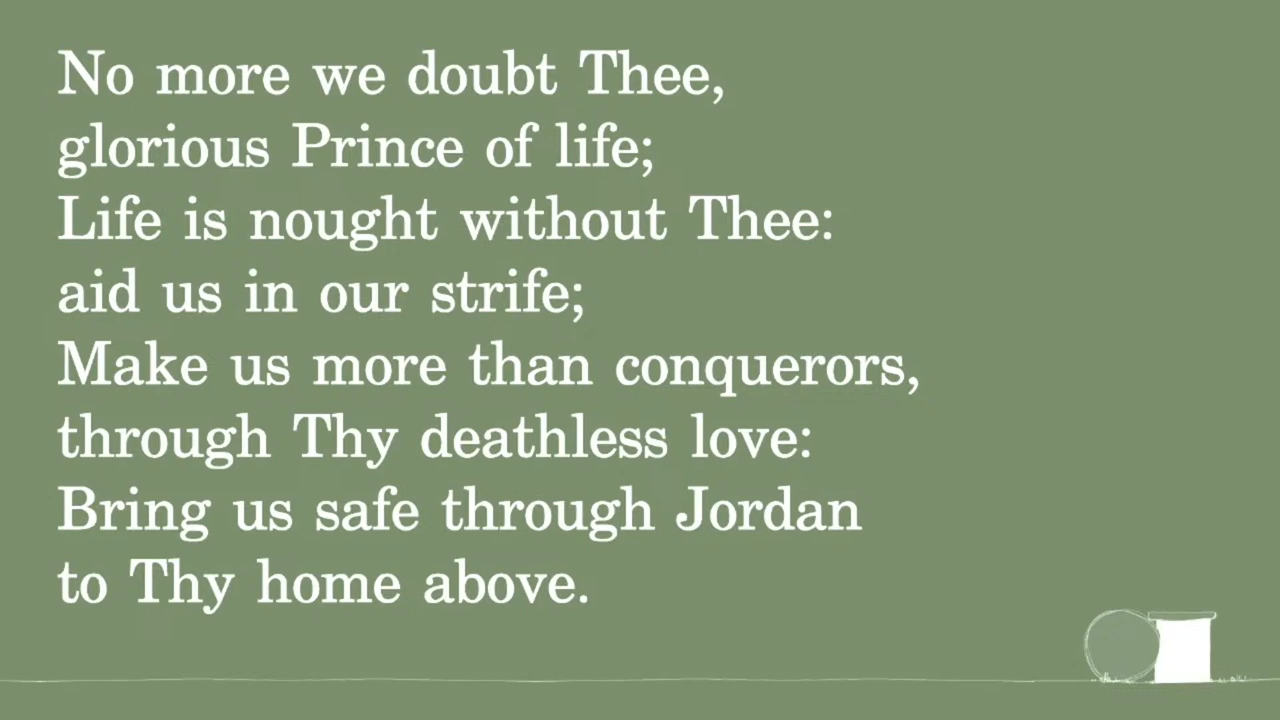 No more we doubt Thee,
glorious Prince of life;
Life is nought without Thee:
aid us in our strife;
Make us more than conquerors,
through Thy deathless love:
Bring us safe through Jordan
to Thy home above.